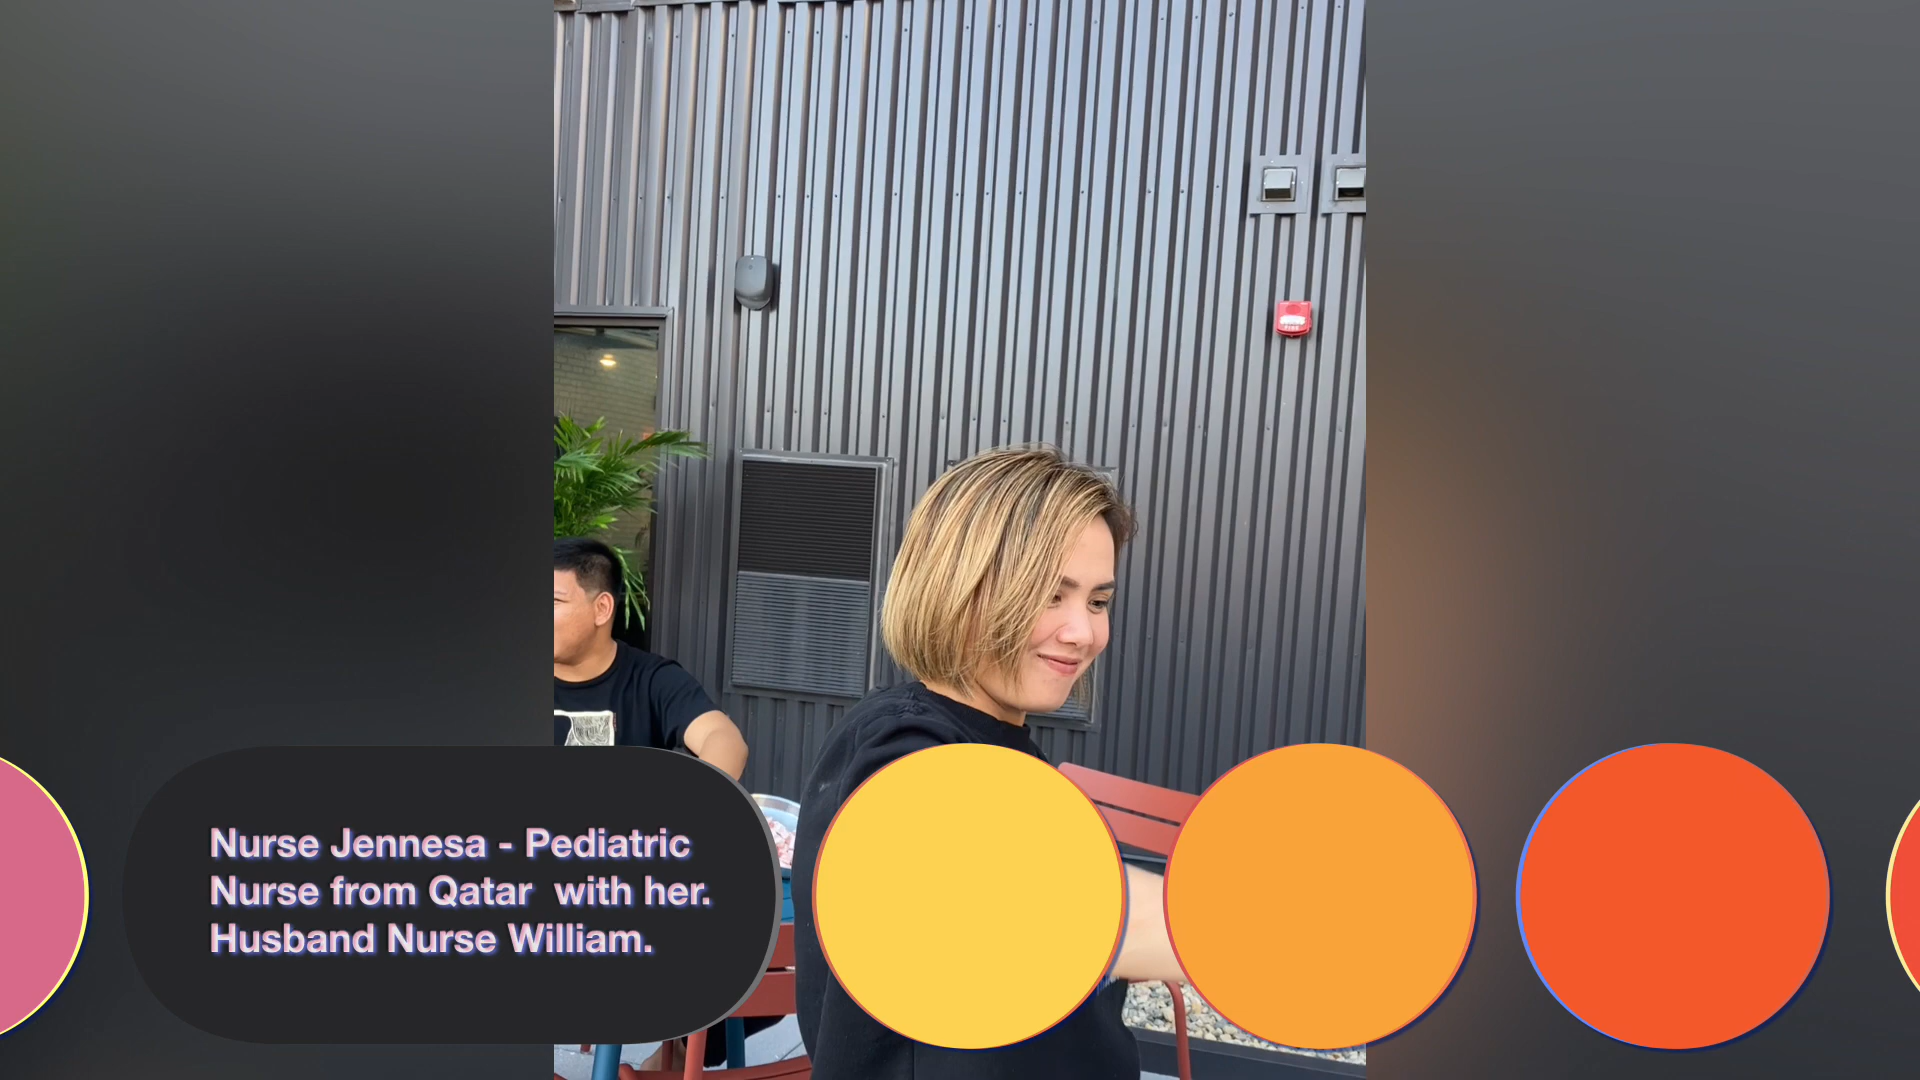 Nurse Jennesa - Pediatric
Nurse from Qatar  with her.
Husband Nurse William.